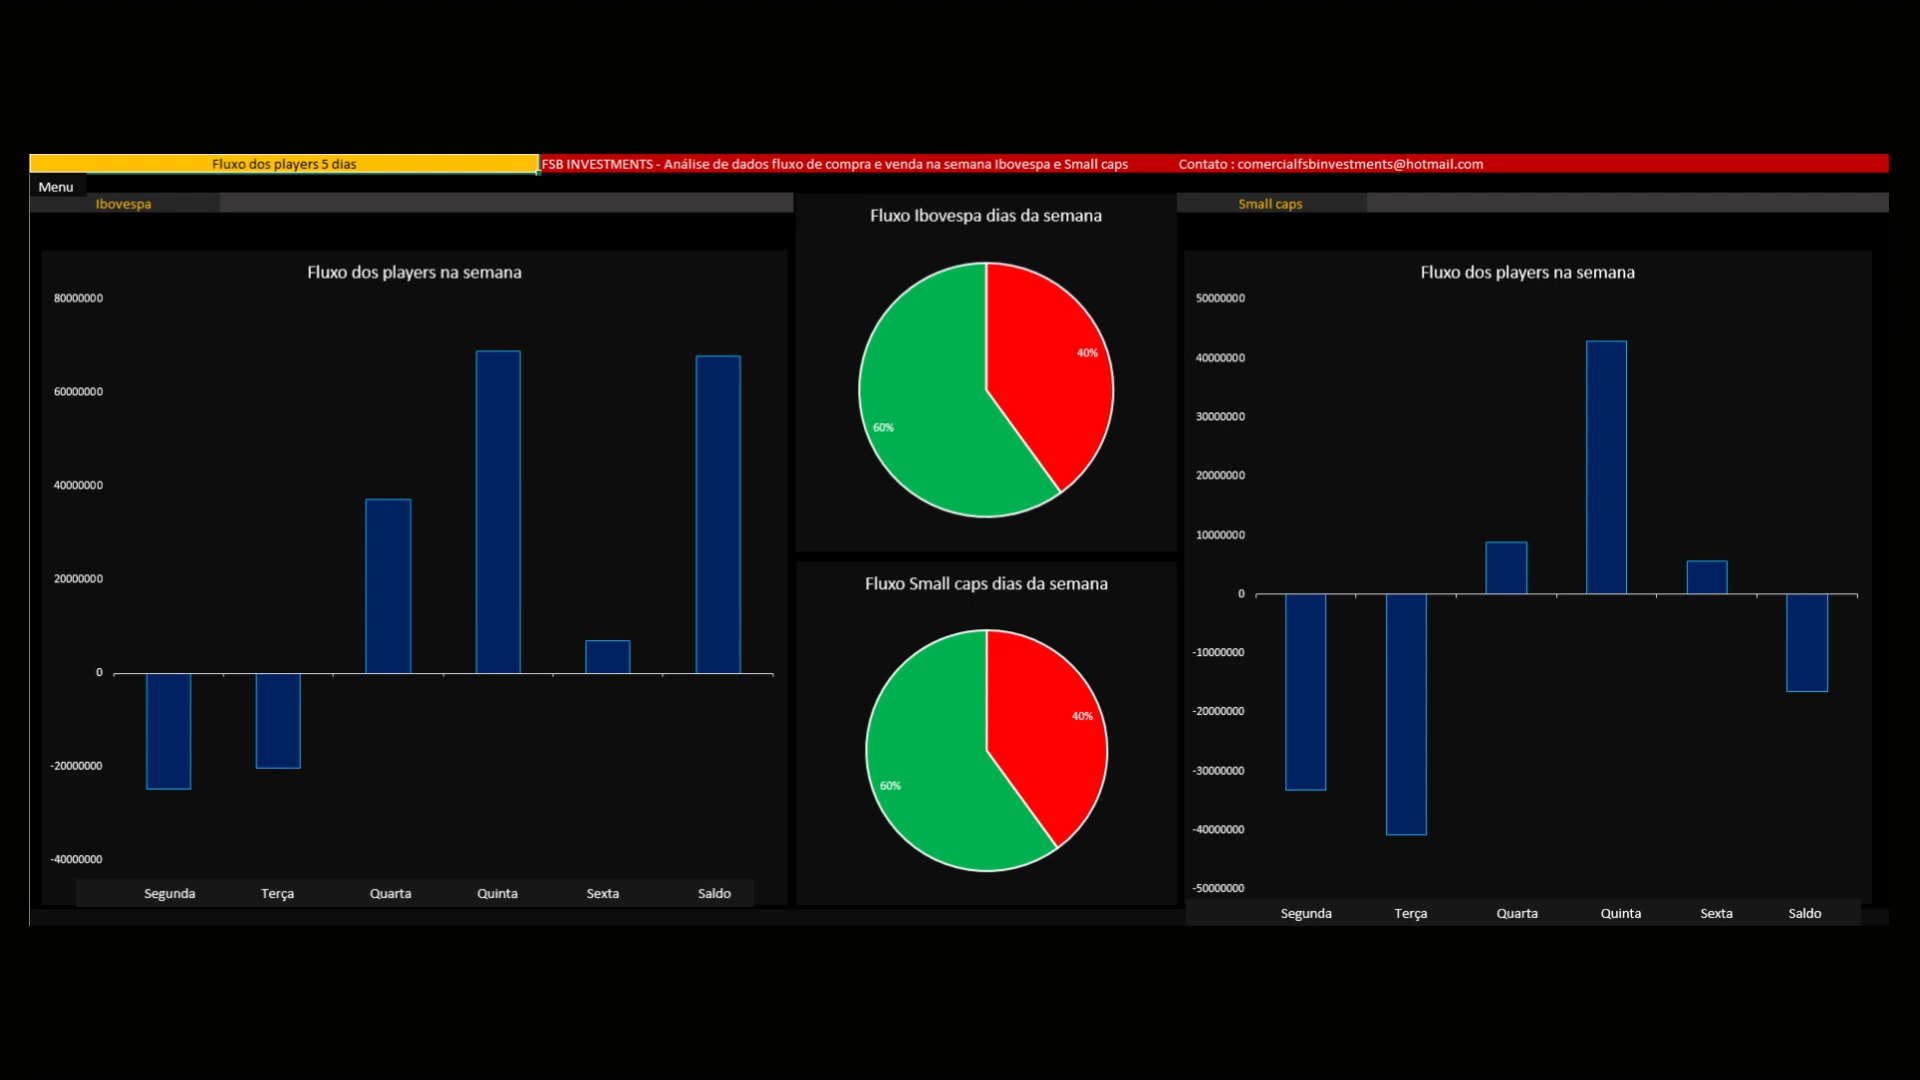 Fluxo dos players 5 dias
FSB INVESTMENTS - Análise de dados fluxo de compra e venda na semana Ibovespa e Small caps
Contato : comercialfsbinvestments@hotmail.com
Menu
Ibovespa
Fluxo dos players na semana
80000000
60000000
40000000
20000000
0
-20000000
-40000000
Segunda Terça Quarta Quinta Sexta Saldo
Fluxo Ibovespa dias da semana
40%
60%
Fluxo Small caps dias da semana
40%
60%
Small caps
Fluxo dos players na semana
50000000
40000000
30000000
20000000
10000000
0
-10000000
-20000000
-30000000
-40000000
-50000000
Segunda Terça Quarta Quinta Sexta Saldo